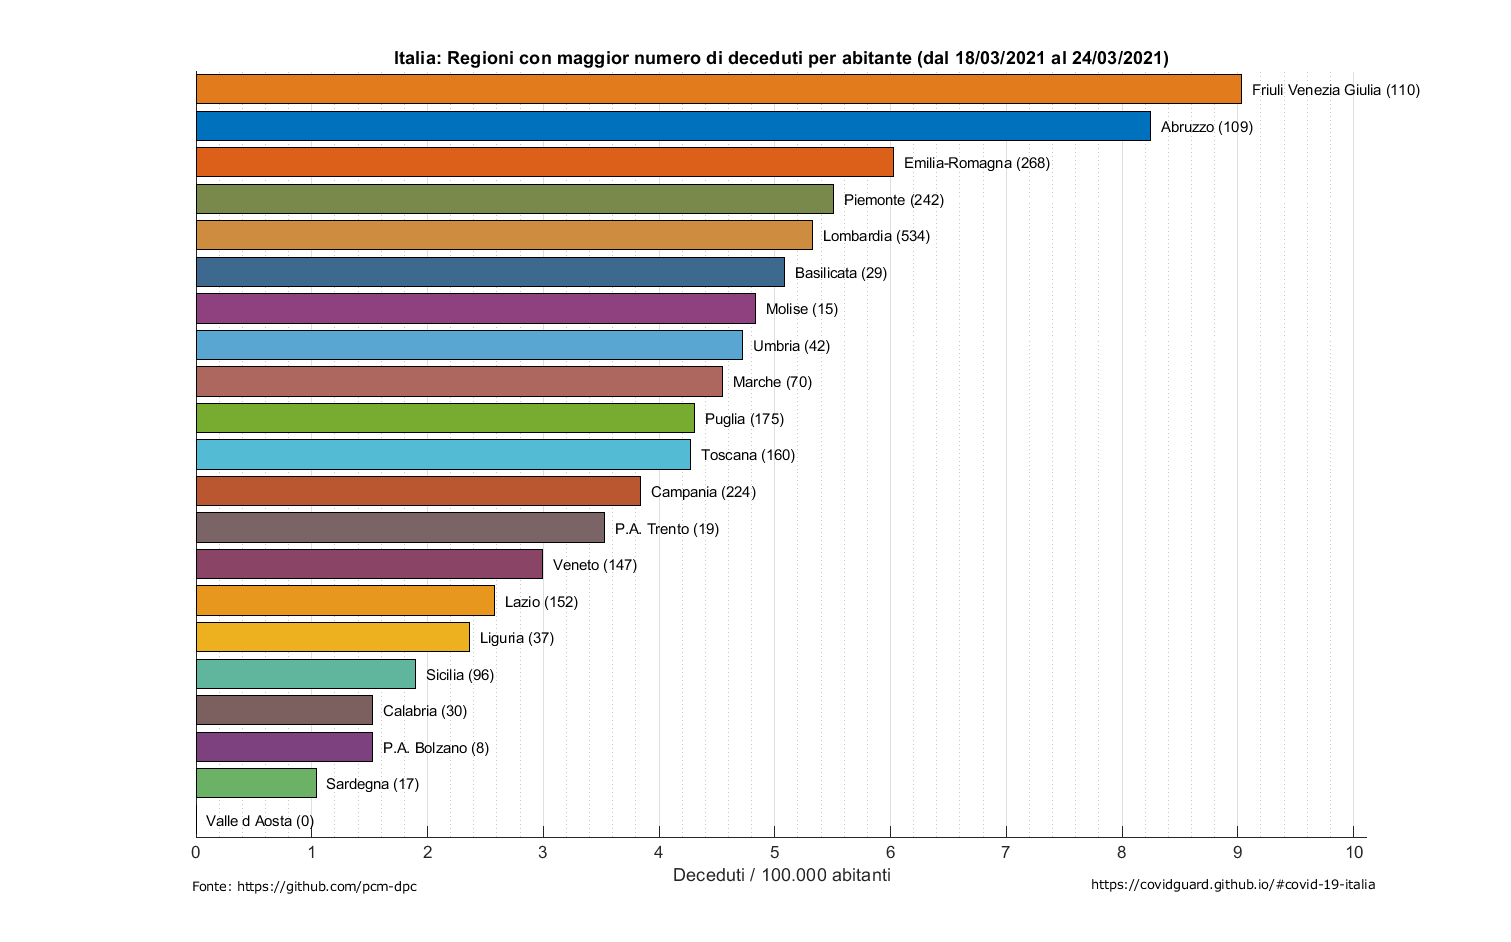 Italia: Regioni con maggior numero di deceduti per abitante (dal 18/03/2021 al 24/03/2021)
Friuli Venezia Giulia (110)
Abruzzo (109)
Emilia-Romagna (268)
Piemonte (242)
Lombardia (534)
Basilicata (29)
Molise (15)
Umbria (42)
Marche (70)
Puglia (175)
Toscana (160)
Campania (224)
P.A. Trento (19)
Veneto (147)
Lazio (152)
Liguria (37)
Sicilia (96)
Calabria (30)
P.A. Bolzano (8)
Sardegna (17)
Valle d Aosta (0)
0 1 2 3 4 5 6 7 8 9 10
Deceduti / 100.000 abitanti
Fonte: https://github.com/pcm-dpc
https://covidguard.github.io/#covid-19-italia